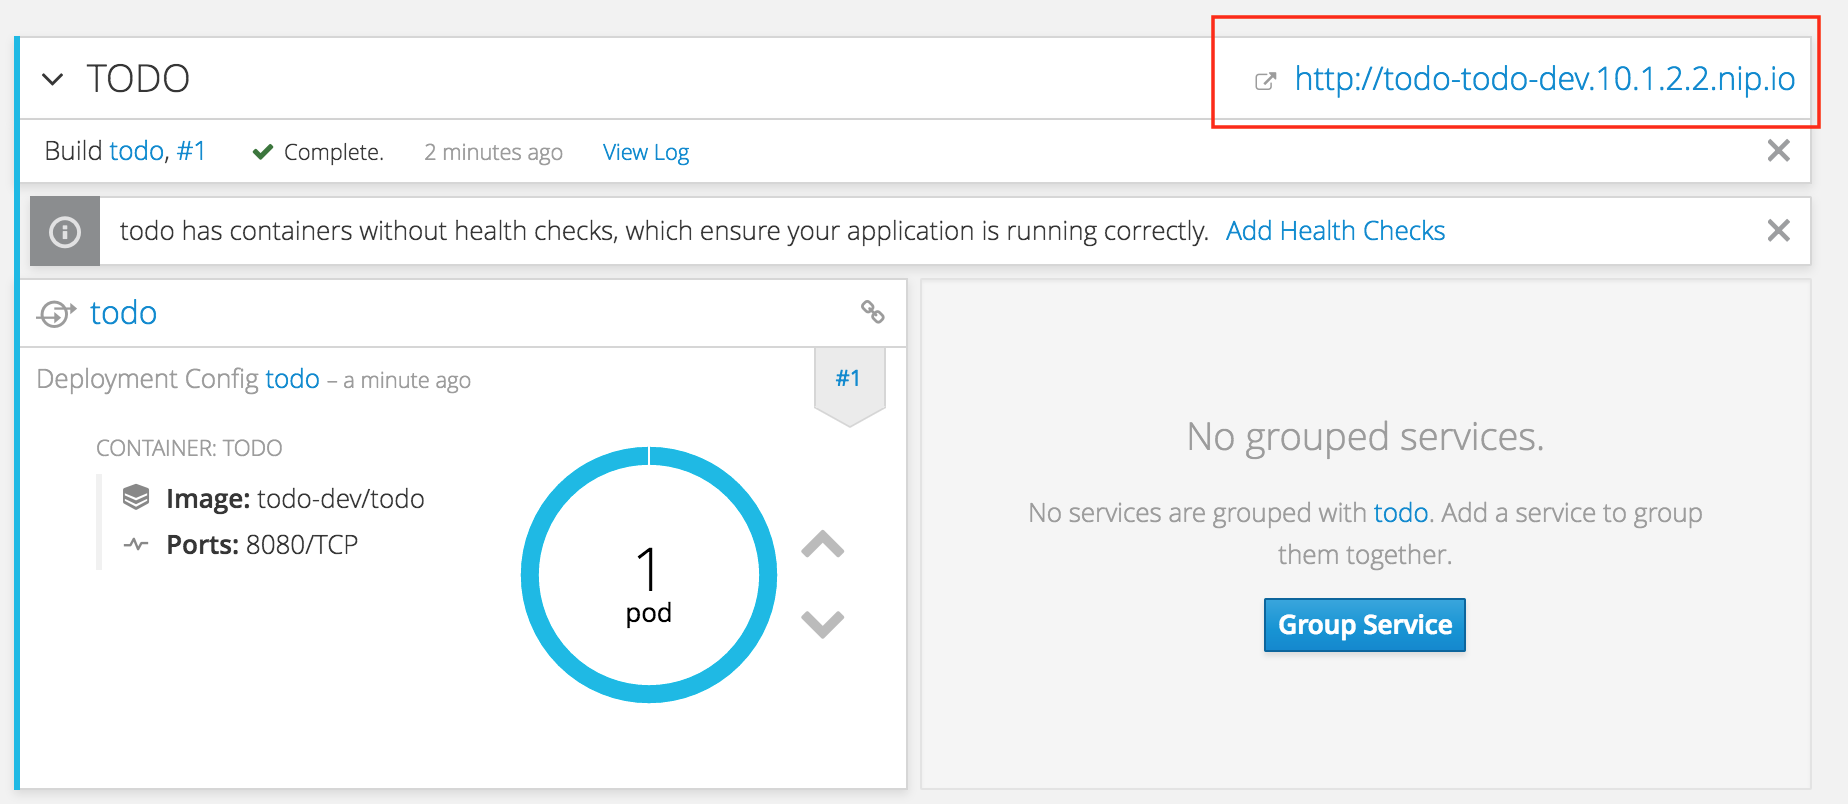 TODO
http://todo-todo-dev.10.1.2.2.nip.io
Build todo, #1 Complete. 2 minutes ago View Log
todo has containers without health checks, which ensure your application is running correctly. Add Health Checks
todo
Deployment Config todo – a minute ago
#1
CONTAINER: TODO
Image: todo-dev/todo
Ports: 8080/TCP
1
pod
No grouped services.
No services are grouped with todo. Add a service to group
them together.
Group Service